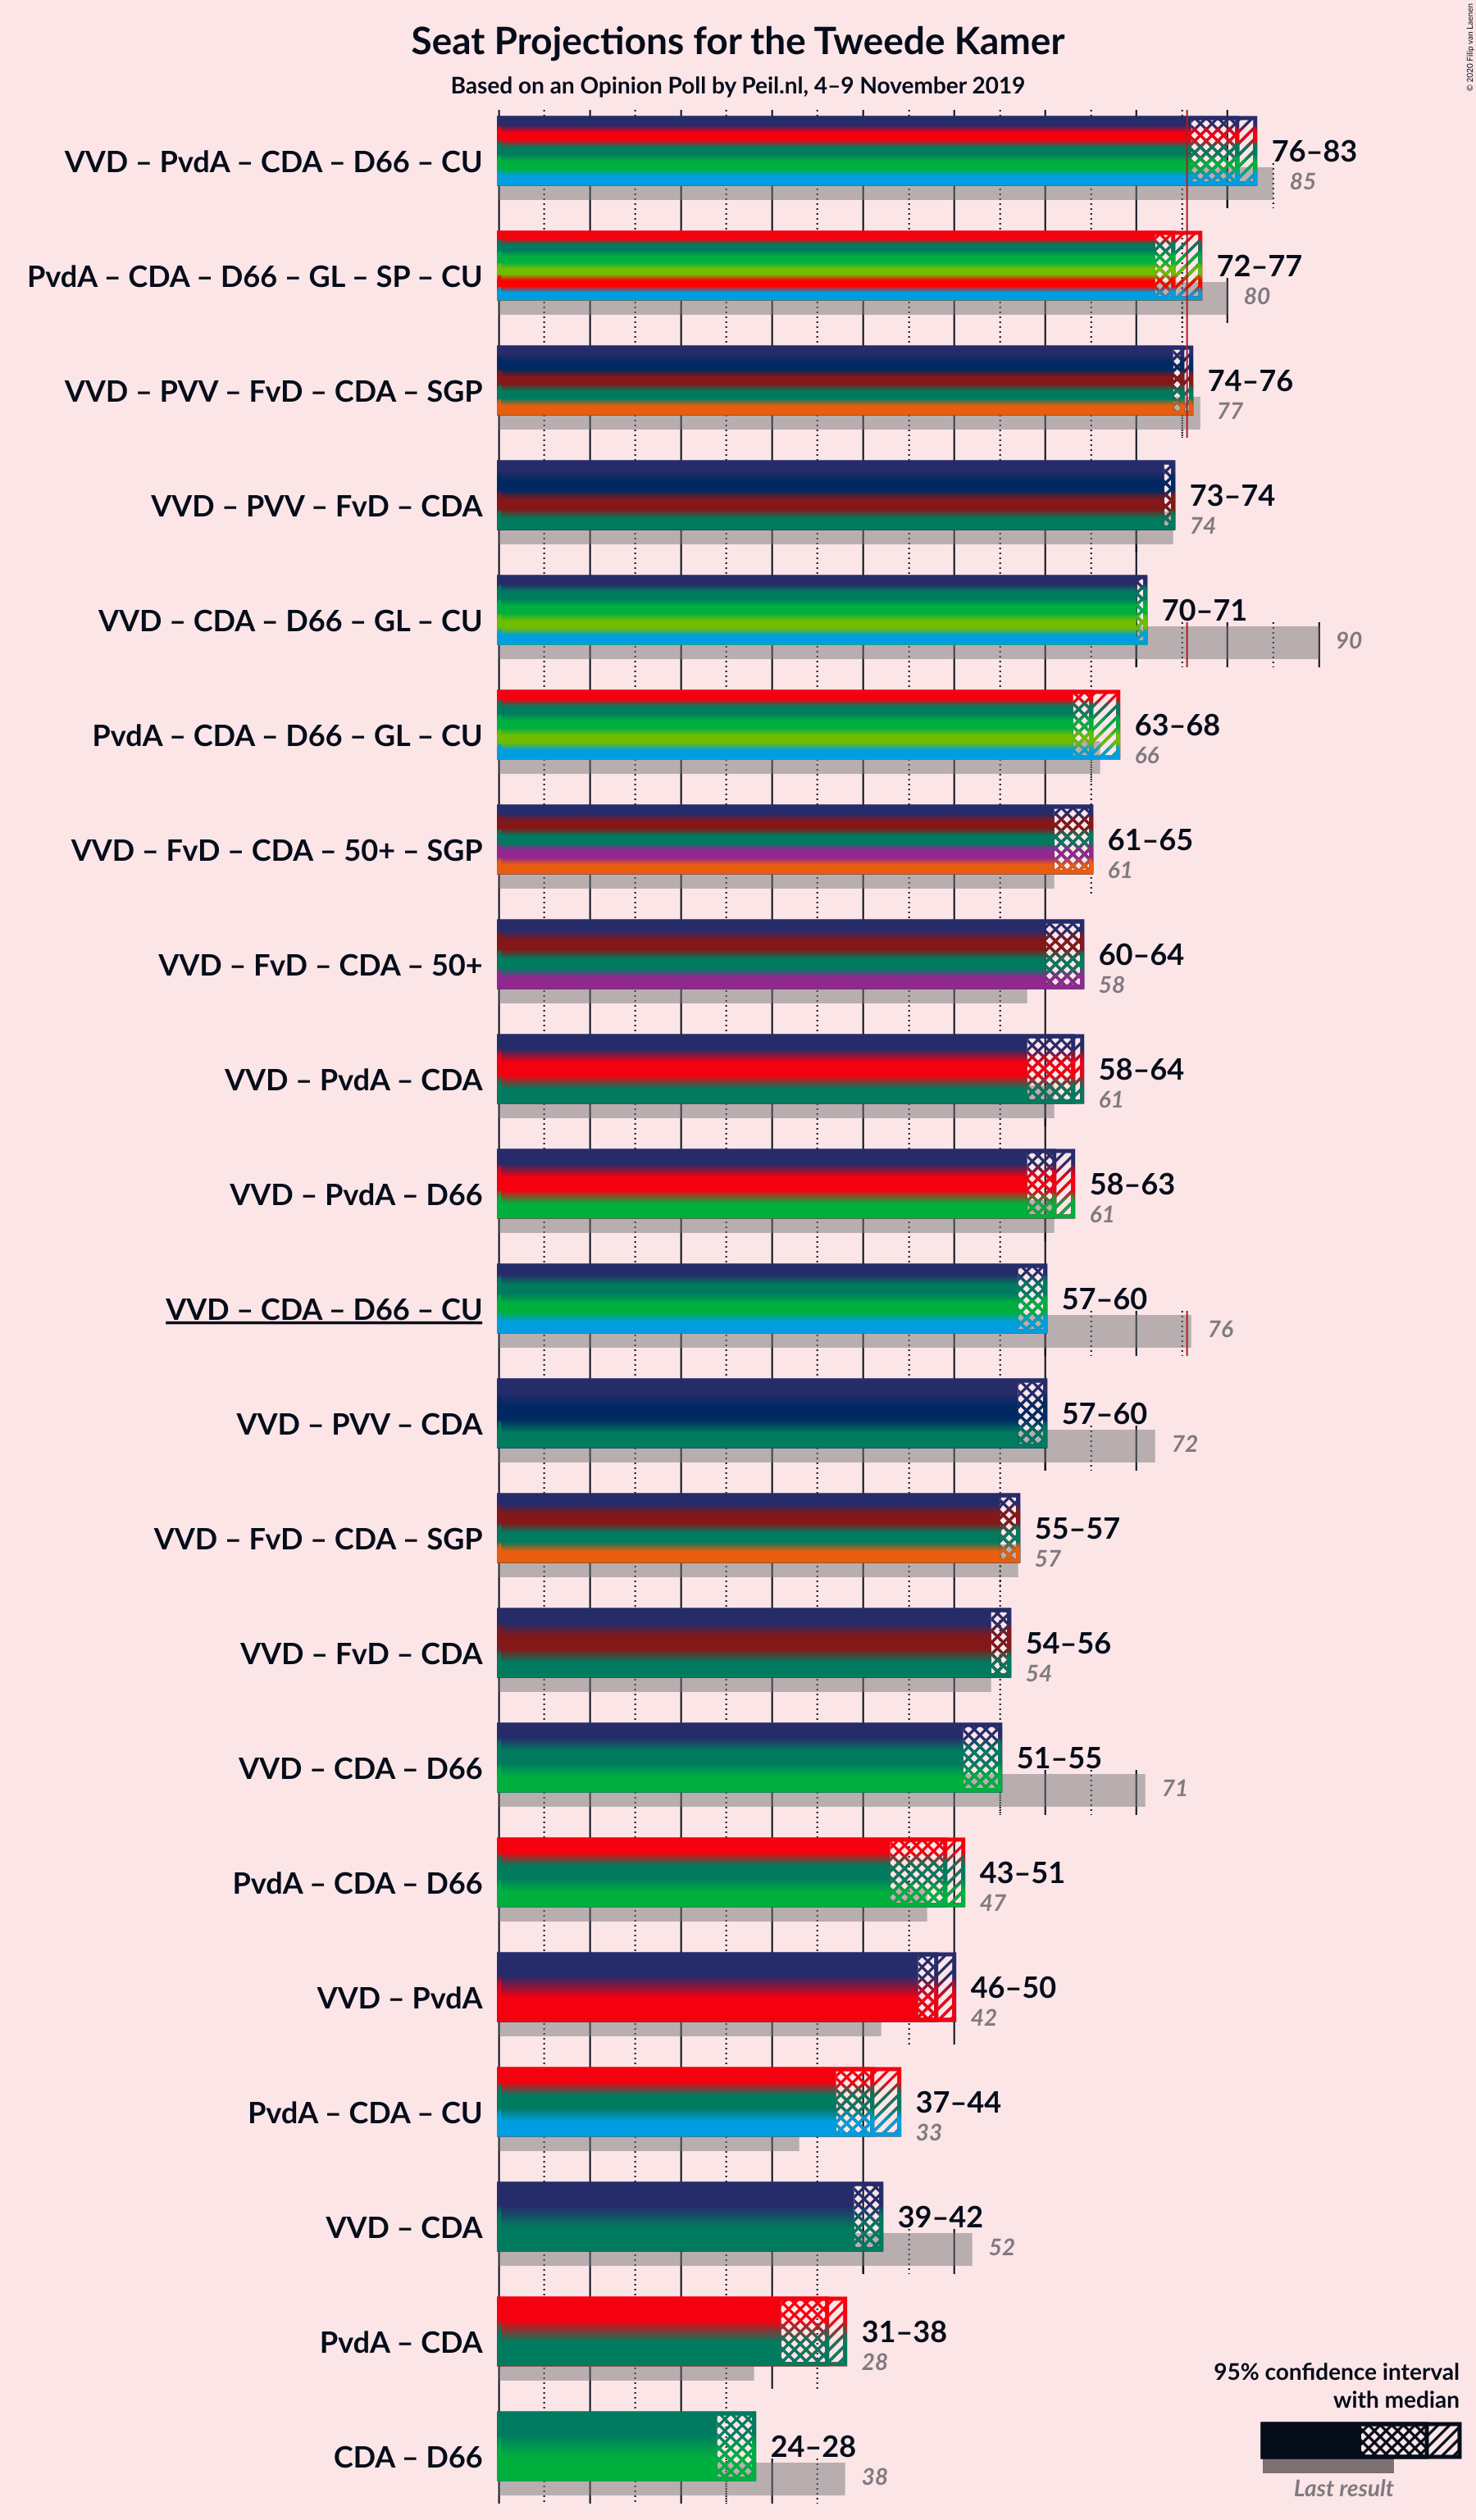 Seat Projections for the Tweede Kamer
Based on an Opinion Poll by Peil.nl, 4–9 November 2019
© 2020 Filip van Laenen
VVD – PvdA – CDA – D66 – CU
76–83
85
PvdA – CDA – D66 – GL – SP – CU
72–77
80
VVD – PVV – FvD – CDA – SGP
74–76
77
VVD – PVV – FvD – CDA
73–74
74
VVD – CDA – D66 – GL – CU
70–71
90
PvdA – CDA – D66 – GL – CU
63–68
66
VVD – FvD – CDA – 50+ – SGP
61–65
61
VVD – FvD – CDA – 50+
60–64
58
VVD – PvdA – CDA
58–64
61
VVD – PvdA – D66
58–63
61
VVD – CDA – D66 – CU
57–60
76
VVD – PVV – CDA
57–60
72
VVD – FvD – CDA – SGP
55–57
57
VVD – FvD – CDA
54–56
54
VVD – CDA – D66
51–55
71
PvdA – CDA – D66
43–51
47
VVD – PvdA
46–50
42
PvdA – CDA – CU
37–44
33
VVD – CDA
39–42
52
PvdA – CDA
31–38
28
CDA – D66
24–28
38
95% confidence interval
with median
Last result